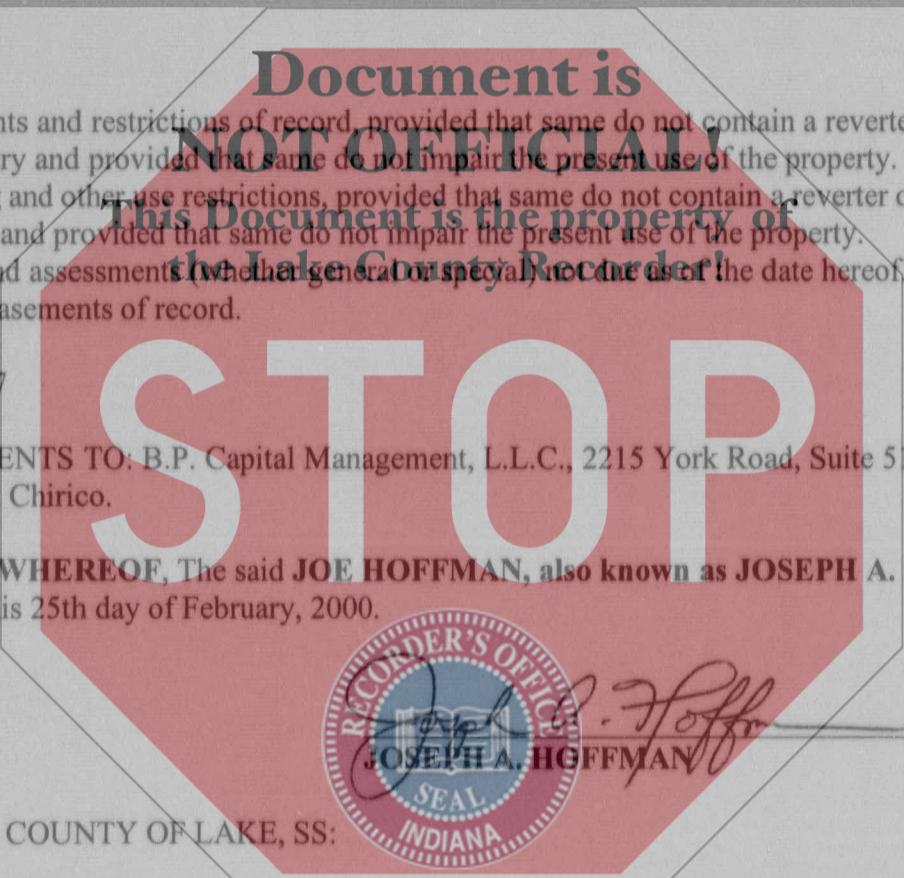 Document is
nts and restrictions of record, provided that same do not contain a reverte
NOT OFFICIAL!
ry and provided that same do not impair the present use of the property.
and other use restrictions, provided that same do not contain a reverter
This Document is the property of
and provided that same do not impair the present use of the property.
the Lake County Recorder!
nd assessments (whether general or special) not due as of the date hereof.
asements of record.
STOP
ENTS TO: B.P. Capital Management, L.L.C., 2215 York Road, Suite 51
Chirico.
WHEREOF, The said JOE HOFFMAN, also known as JOSEPH A.
is 25th day of February, 2000.
RECORDER'S OFFICE
Joseph A. Hoffman
JOSEPH A. HOFFMAN
SEAL
INDIANA
COUNTY OF LAKE, SS: